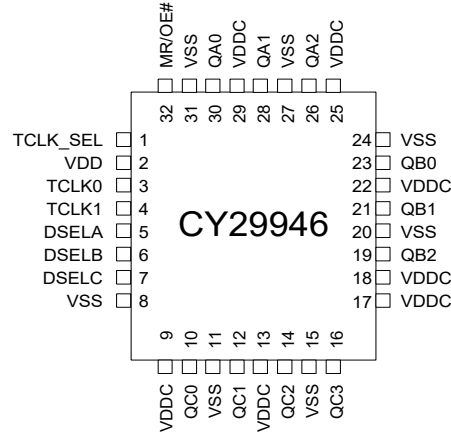 MR/OE# VSS QA0 VDDC QA1 VSS QA2 VDDC
32 31 30 29 28 27 26 25
TCLK_SEL 1 24 VSS
VDD 2 23 QB0
TCLK0 3 22 VDDC
TCLK1 4 21 QB1
DSELA 5 20 VSS
DSELB 6 19 QB2
DSELC 7 18 VDDC
VSS 8 17 VDDC
CY29946
9 10 11 12 13 14 15 16
VDDC QC0 VSS QC1 VDDC QC2 VSS QC3